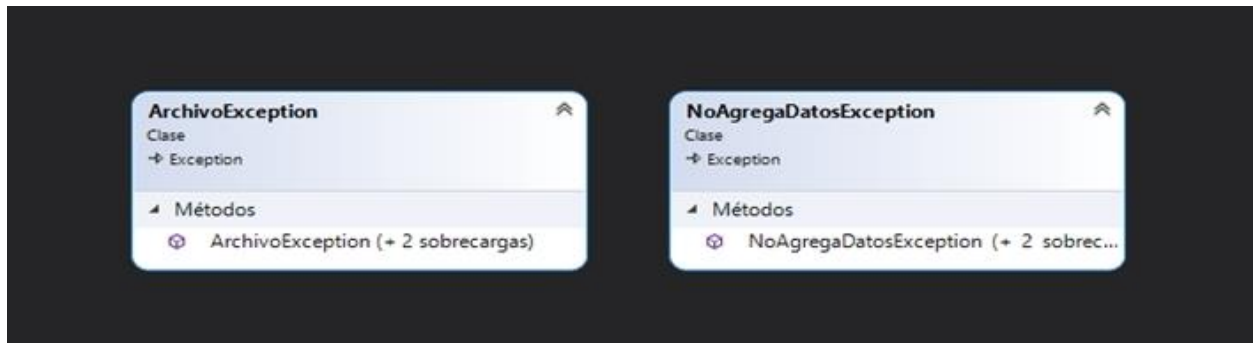 ArchivoException
Clase
Exception
Métodos
ArchivoException (+ 2 sobrecargas)
NoAgregaDatosException
Clase
Exception
Métodos
NoAgregaDatosException (+ 2 sobrec...